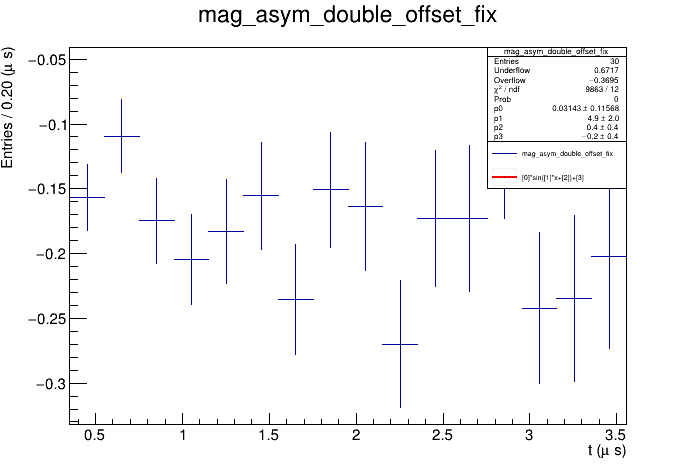 mag_asym_double_offset_fix
Entries / 0.20 (μ s)
mag_asym_double_offset_fix
Entries 30
Underflow 0.6717
Overflow −0.3695
χ² / ndf 9863 / 12
Prob 0
p0 0.03143 ± 0.11568
p1 4.9 ± 2.0
p2 0.4 ± 0.4
p3 −0.2 ± 0.4
mag_asym_double_offset_fix
[0]*sin([1]*x+[2])+[3]
−0.05
−0.1
−0.15
−0.2
−0.25
−0.3
0.5 1 1.5 2 2.5 3 3.5
t (μ s)